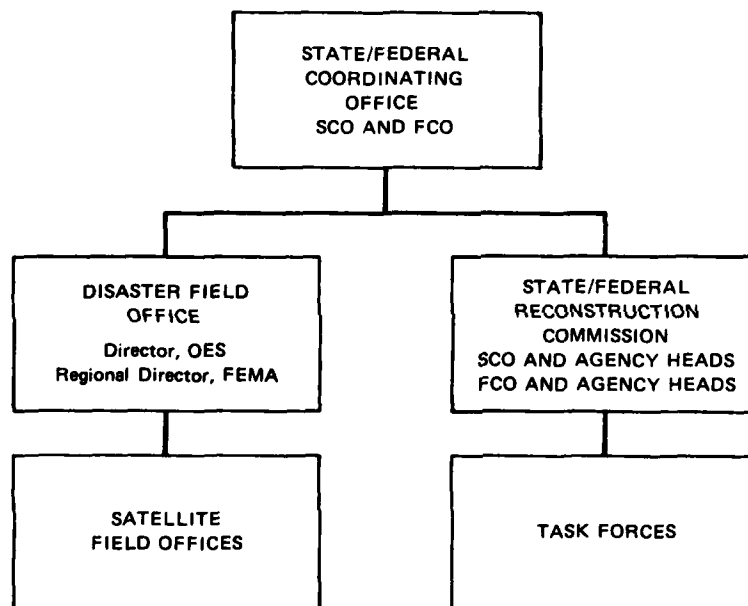 STATE/FEDERAL
COORDINATING
OFFICE
SCO AND FCO
DISASTER FIELD
OFFICE
Director, OES
Regional Director, FEMA
STATE/FEDERAL
RECONSTRUCTION
COMMISSION
SCO AND AGENCY HEADS
FCO AND AGENCY HEADS
SATELLITE
FIELD OFFICES
TASK FORCES